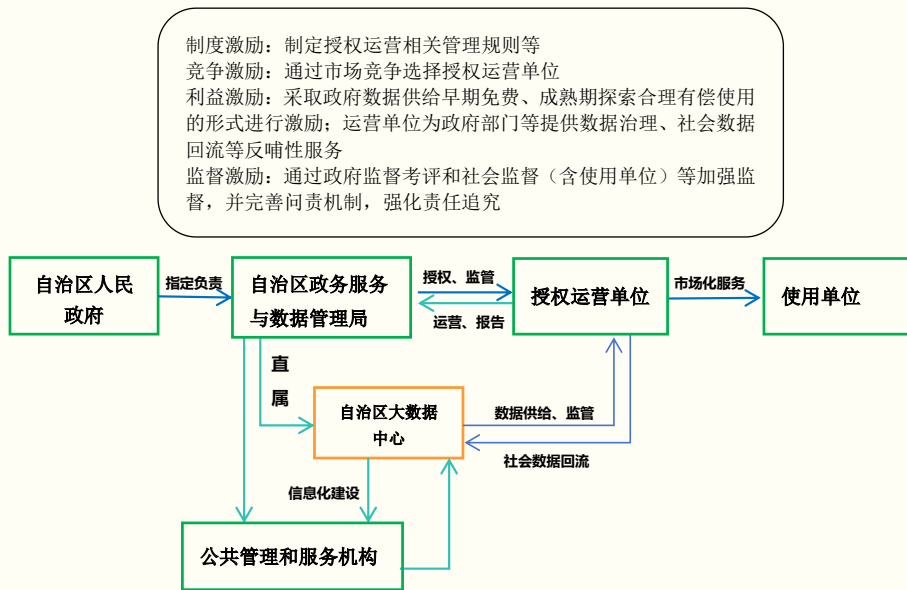 制度激励：制定授权运营相关管理规则等
竞争激励：通过市场竞争选择授权运营单位
利益激励：采取政府数据供给早期免费、成熟期探索合理有偿使用
的形式进行激励；运营单位为政府部门等提供数据治理、社会数据
回流等反哺性服务
监督激励：通过政府监督考评和社会监督（含使用单位）等加强监
督，并完善问责机制，强化责任追究
自治区人民
政府
指定负责
自治区政务服务
与数据管理局
授权、监管
运营、报告
授权运营单位
市场化服务
使用单位
直
属
自治区大数据
中心
数据供给、监管
社会数据回流
信息化建设
公共管理和服务机构